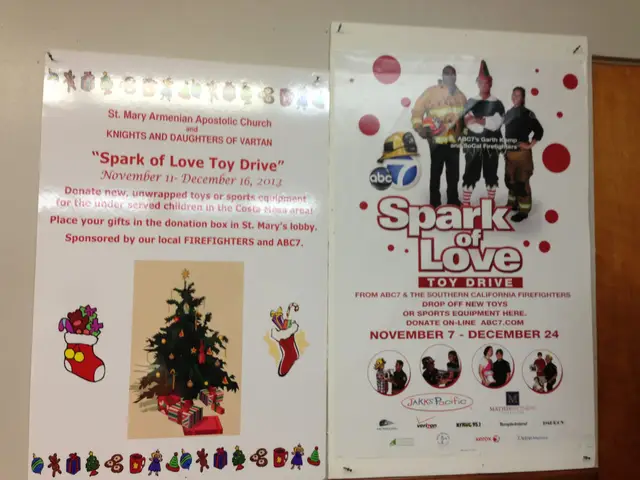 St. Mary Armenian Apostolic Church
and
KNIGHTS AND DAUGHTERS OF VARTAN
"Spark of Love Toy Drive"
November 11- December 16, 2013
Donate new, unwrapped toys or sports equipment
for the under served children in the Costa Mesa area!
Place your gifts in the donation box in St. Mary's lobby.
Sponsored by our local FIREFIGHTERS and ABC7.
ABC7's Garth Kemp
and SoCal Firefighters
abc 7
Spark
of
Love
TOY DRIVE
FROM ABC7 & THE SOUTHERN CALIFORNIA FIREFIGHTERS
DROP OFF NEW TOYS
OR SPORTS EQUIPMENT HERE.
DONATE ON-LINE ABC7.COM
NOVEMBER 7 - DECEMBER 24
JAKKS Pacific
M
verizon
XEROX